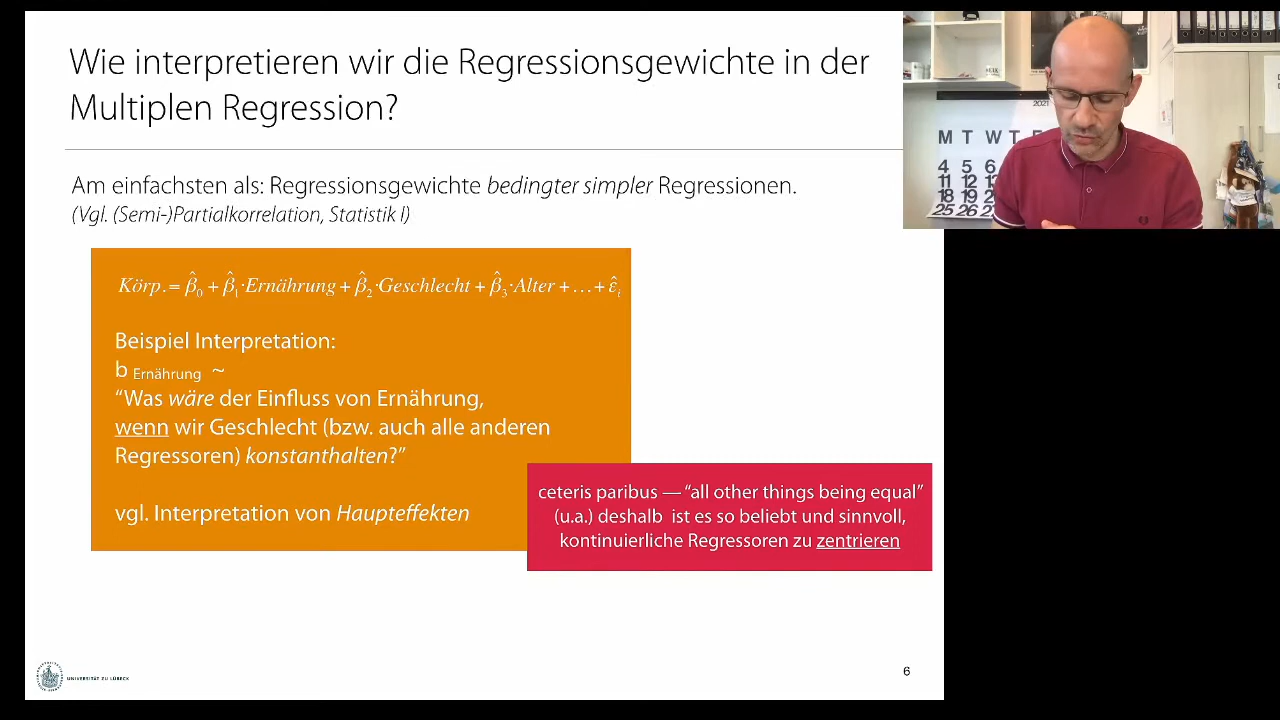 Wie interpretieren wir die Regressionsgewichte in der
Multiplen Regression?
Am einfachsten als: Regressionsgewichte bedingter simpler Regressionen.
(Vgl. (Semi-)Partialkorrelation, Statistik I)
Körp.= β̂₀ + β̂₁·Ernährung + β̂₂·Geschlecht + β̂₃·Alter + …+ ε̂ᵢ
Beispiel Interpretation:
b Ernährung ~
“Was wäre der Einfluss von Ernährung,
wenn wir Geschlecht (bzw. auch alle anderen
Regressoren) konstanthalten?”
vgl. Interpretation von Haupteffekten
ceteris paribus — “all other things being equal”
(u.a.) deshalb ist es so beliebt und sinnvoll,
kontinuierliche Regressoren zu zentrieren
UNIVERSITÄT ZU LÜBECK
6
2021
M T W T F
4 5 6
11 12
18 19
25 26